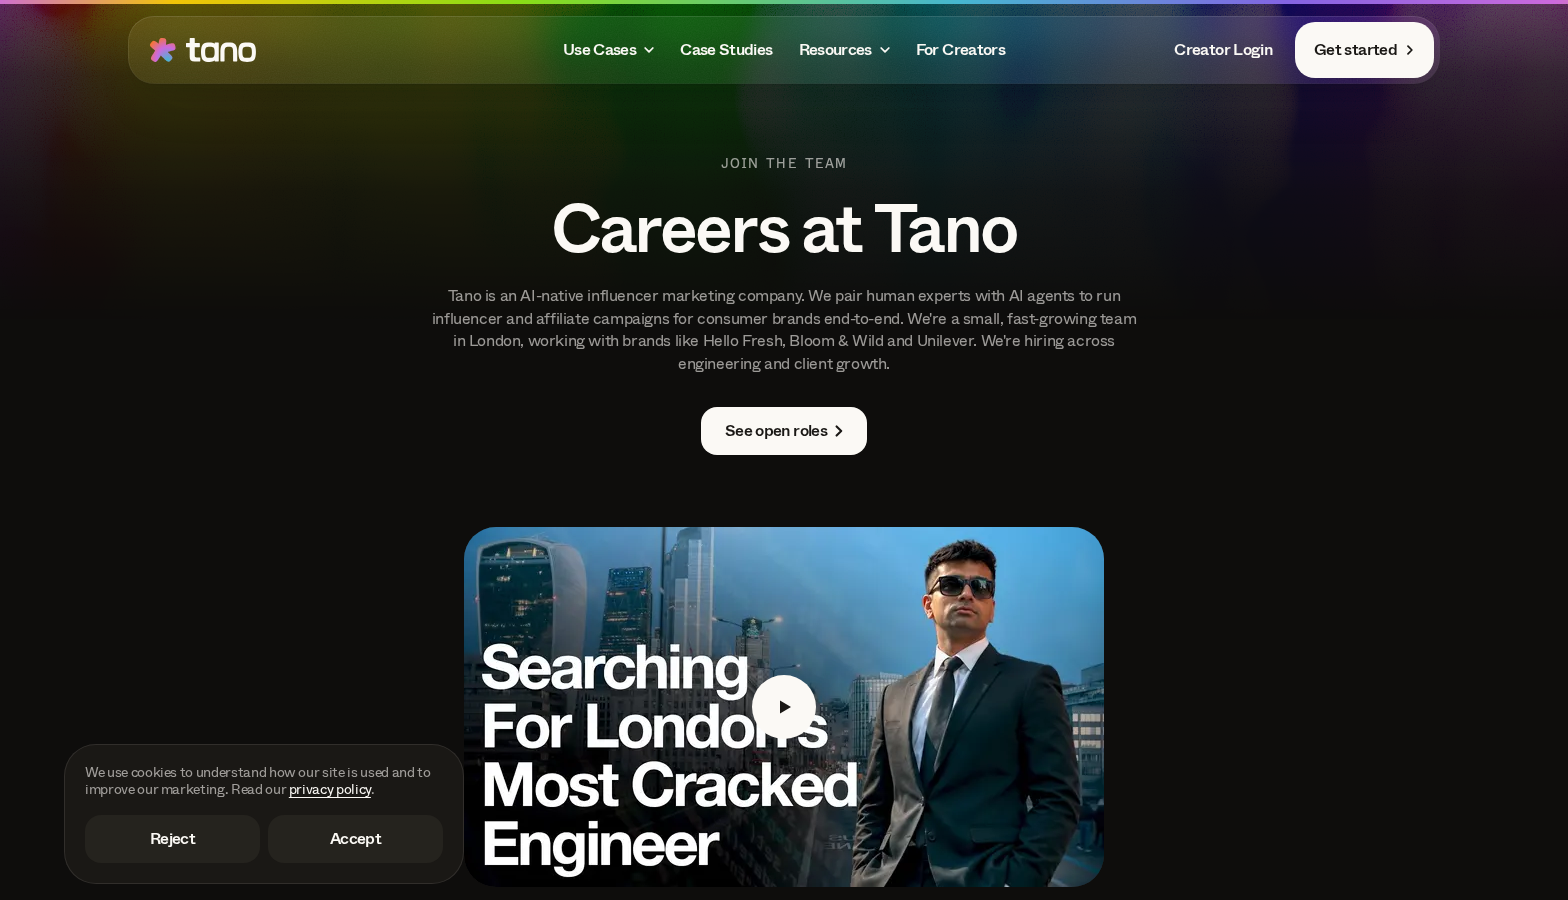 tano
Use Cases
Case Studies
Resources
For Creators
Creator Login
Get started
JOIN THE TEAM
Careers at Tano
Tano is an AI-native influencer marketing company. We pair human experts with AI agents to run
influencer and affiliate campaigns for consumer brands end-to-end. We're a small, fast-growing team
in London, working with brands like Hello Fresh, Bloom & Wild and Unilever. We're hiring across
engineering and client growth.
See open roles
Searching
For London's
Most Cracked
Engineer
We use cookies to understand how our site is used and to
improve our marketing. Read our privacy policy.
Reject
Accept